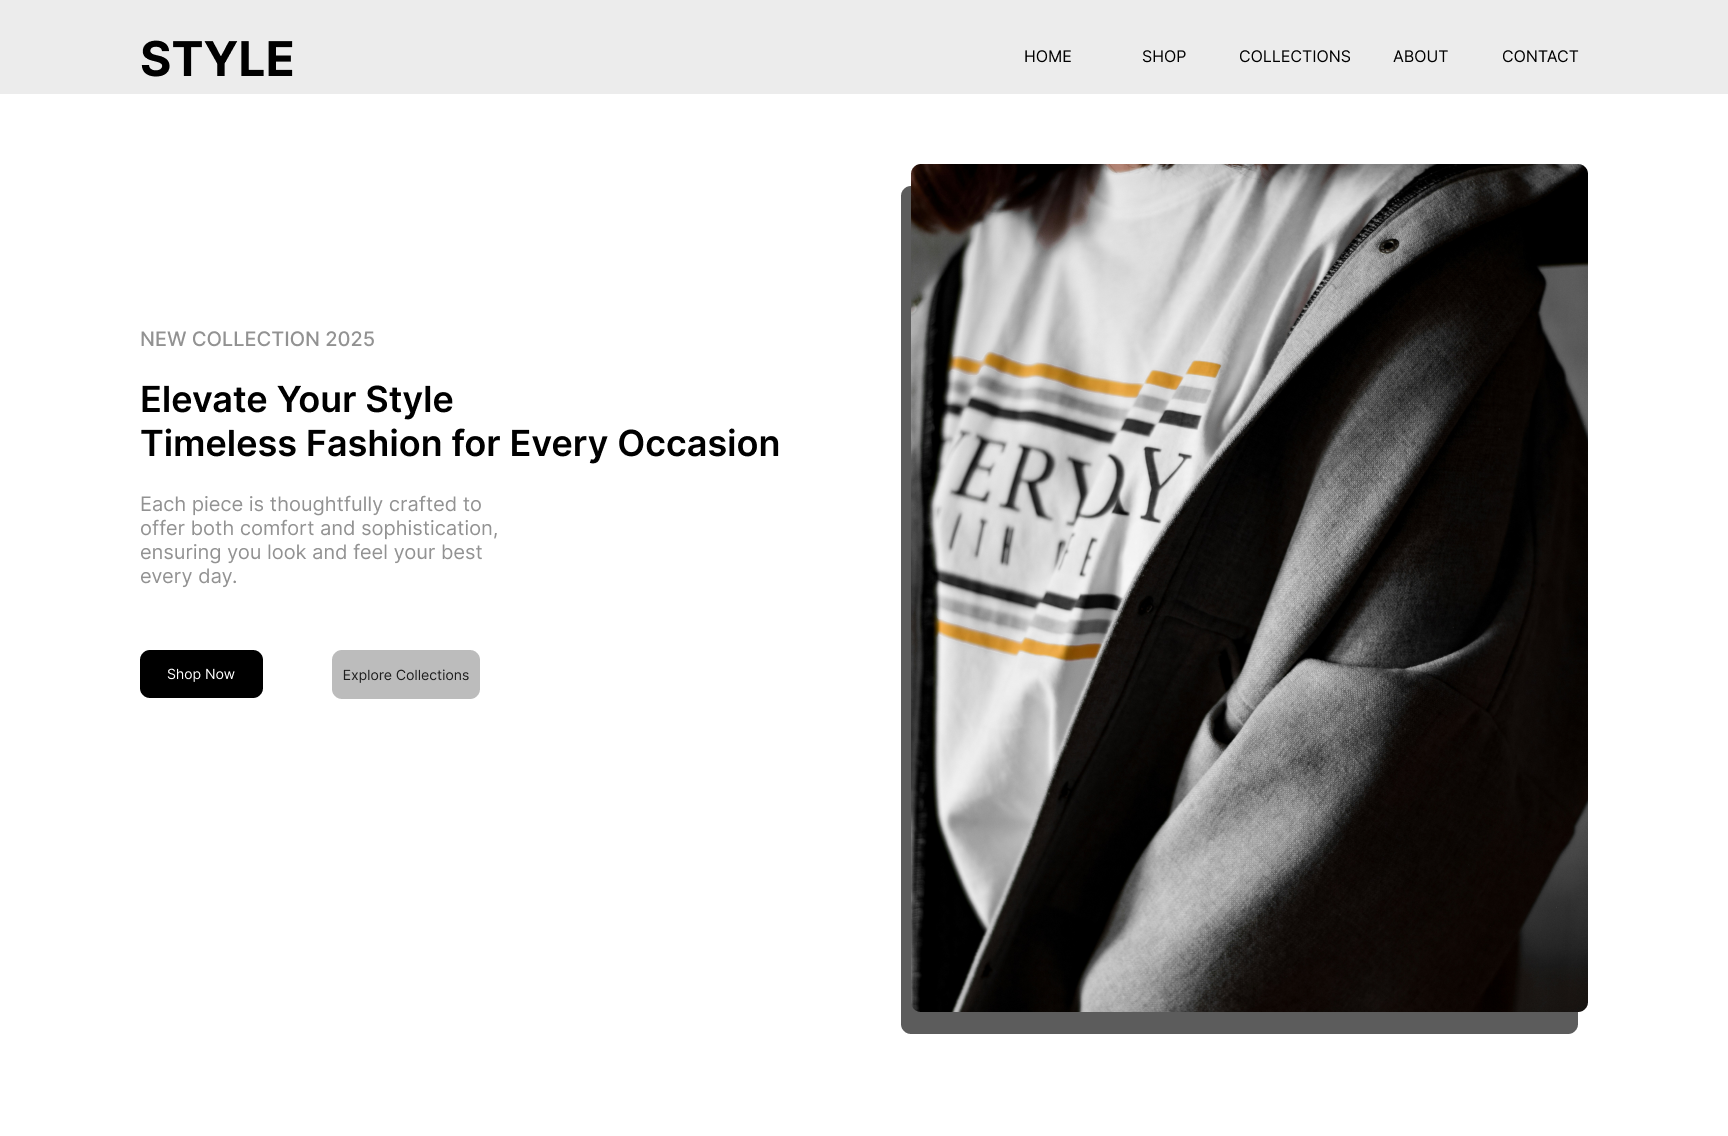 STYLE
HOME SHOP COLLECTIONS ABOUT CONTACT
NEW COLLECTION 2025
Elevate Your Style
Timeless Fashion for Every Occasion
Each piece is thoughtfully crafted to
offer both comfort and sophistication,
ensuring you look and feel your best
every day.
Shop Now
Explore Collections